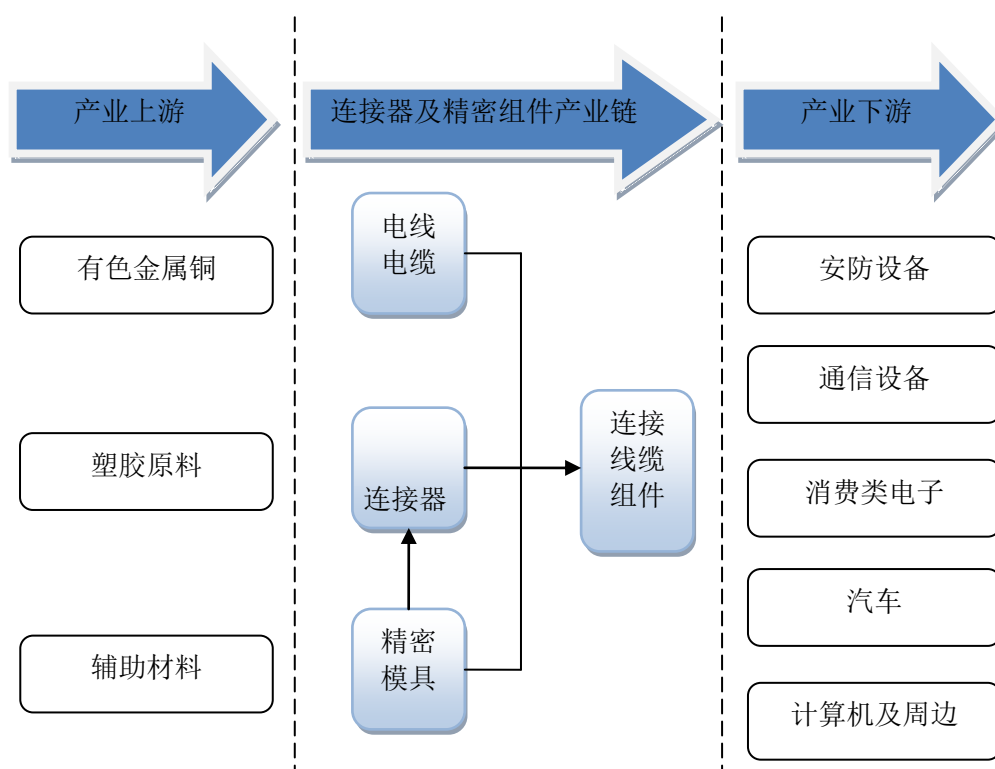 产业上游
连接器及精密组件产业链
产业下游
有色金属铜
塑胶原料
辅助材料
电线
电缆
连接器
精密
模具
连接
线缆
组件
安防设备
通信设备
消费类电子
汽车
计算机及周边